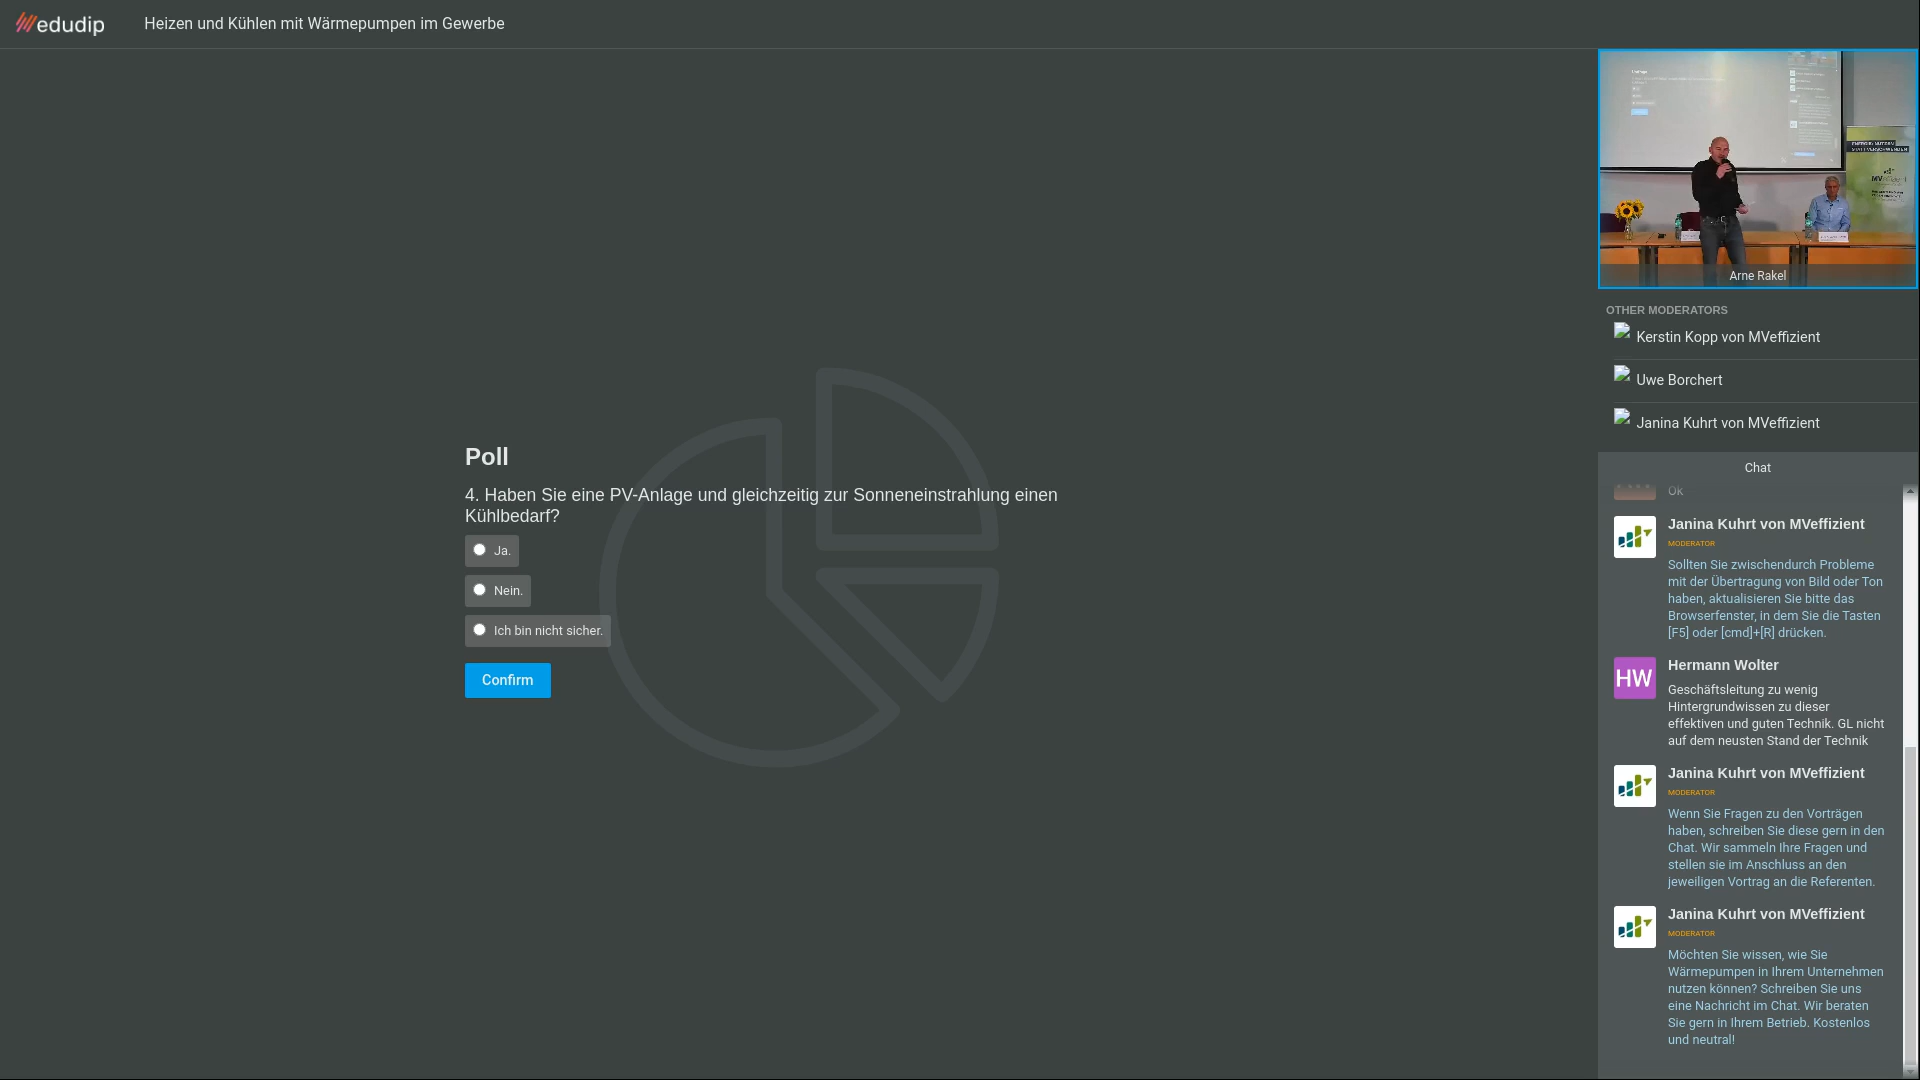 edudip
Heizen und Kühlen mit Wärmepumpen im Gewerbe
Poll
4. Haben Sie eine PV-Anlage und gleichzeitig zur Sonneneinstrahlung einen
Kühlbedarf?
Ja.
Nein.
Ich bin nicht sicher.
Confirm
ENERGIE NUTZEN
STATT VERSCHWENDEN
Arne Rakel
OTHER MODERATORS
Kerstin Kopp von MVeffizient
Uwe Borchert
Janina Kuhrt von MVeffizient
Chat
Ok
Janina Kuhrt von MVeffizient
MODERATOR
Sollten Sie zwischendurch Probleme
mit der Übertragung von Bild oder Ton
haben, aktualisieren Sie bitte das
Browserfenster, in dem Sie die Tasten
[F5] oder [cmd]+[R] drücken.
HW
Hermann Wolter
Geschäftsleitung zu wenig
Hintergrundwissen zu dieser
effektiven und guten Technik. GL nicht
auf dem neusten Stand der Technik
Janina Kuhrt von MVeffizient
MODERATOR
Wenn Sie Fragen zu den Vorträgen
haben, schreiben Sie diese gern in den
Chat. Wir sammeln Ihre Fragen und
stellen sie im Anschluss an den
jeweiligen Vortrag an die Referenten.
Janina Kuhrt von MVeffizient
MODERATOR
Möchten Sie wissen, wie Sie
Wärmepumpen in Ihrem Unternehmen
nutzen können? Schreiben Sie uns
eine Nachricht im Chat. Wir beraten
Sie gern in Ihrem Betrieb. Kostenlos
und neutral!